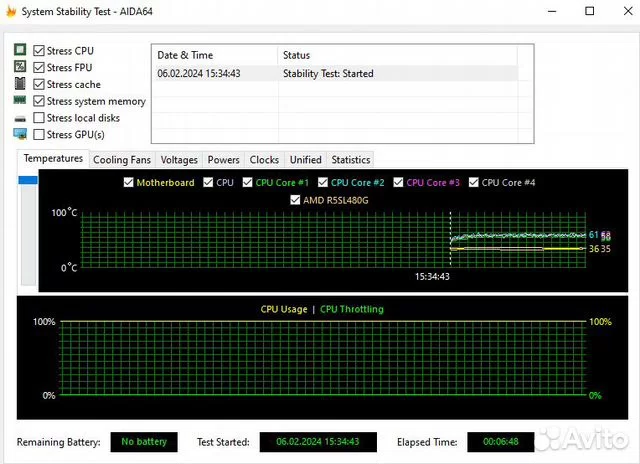 System Stability Test - AIDA64
Stress CPU
Stress FPU
Stress cache
Stress system memory
Stress local disks
Stress GPU(s)
Date & Time Status
06.02.2024 15:34:43 Stability Test: Started
Temperatures Cooling Fans Voltages Powers Clocks Unified Statistics
Motherboard CPU CPU Core #1 CPU Core #2 CPU Core #3 CPU Core #4
AMD R5SL480G
100°C
61
36 35
0°C
15:34:43
CPU Usage | CPU Throttling
100% 100%
0% 0%
Remaining Battery: No battery Test Started: 06.02.2024 15:34:43 Elapsed Time: 00:06:48
Avito